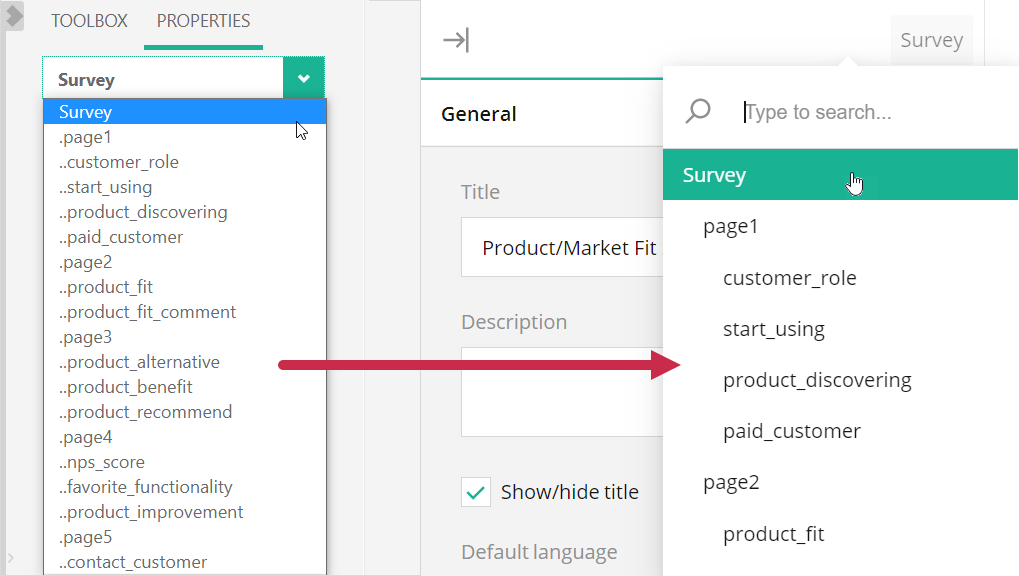 TOOLBOX PROPERTIES
Survey
Survey
.page1
..customer_role
..start_using
..product_discovering
..paid_customer
.page2
..product_fit
..product_fit_comment
.page3
..product_alternative
..product_benefit
..product_recommend
.page4
..nps_score
..favorite_functionality
..product_improvement
.page5
..contact_customer
Survey
General
Title
Product/Market Fit
Description
Show/hide title
Default language
Type to search...
Survey
page1
customer_role
start_using
product_discovering
paid_customer
page2
product_fit